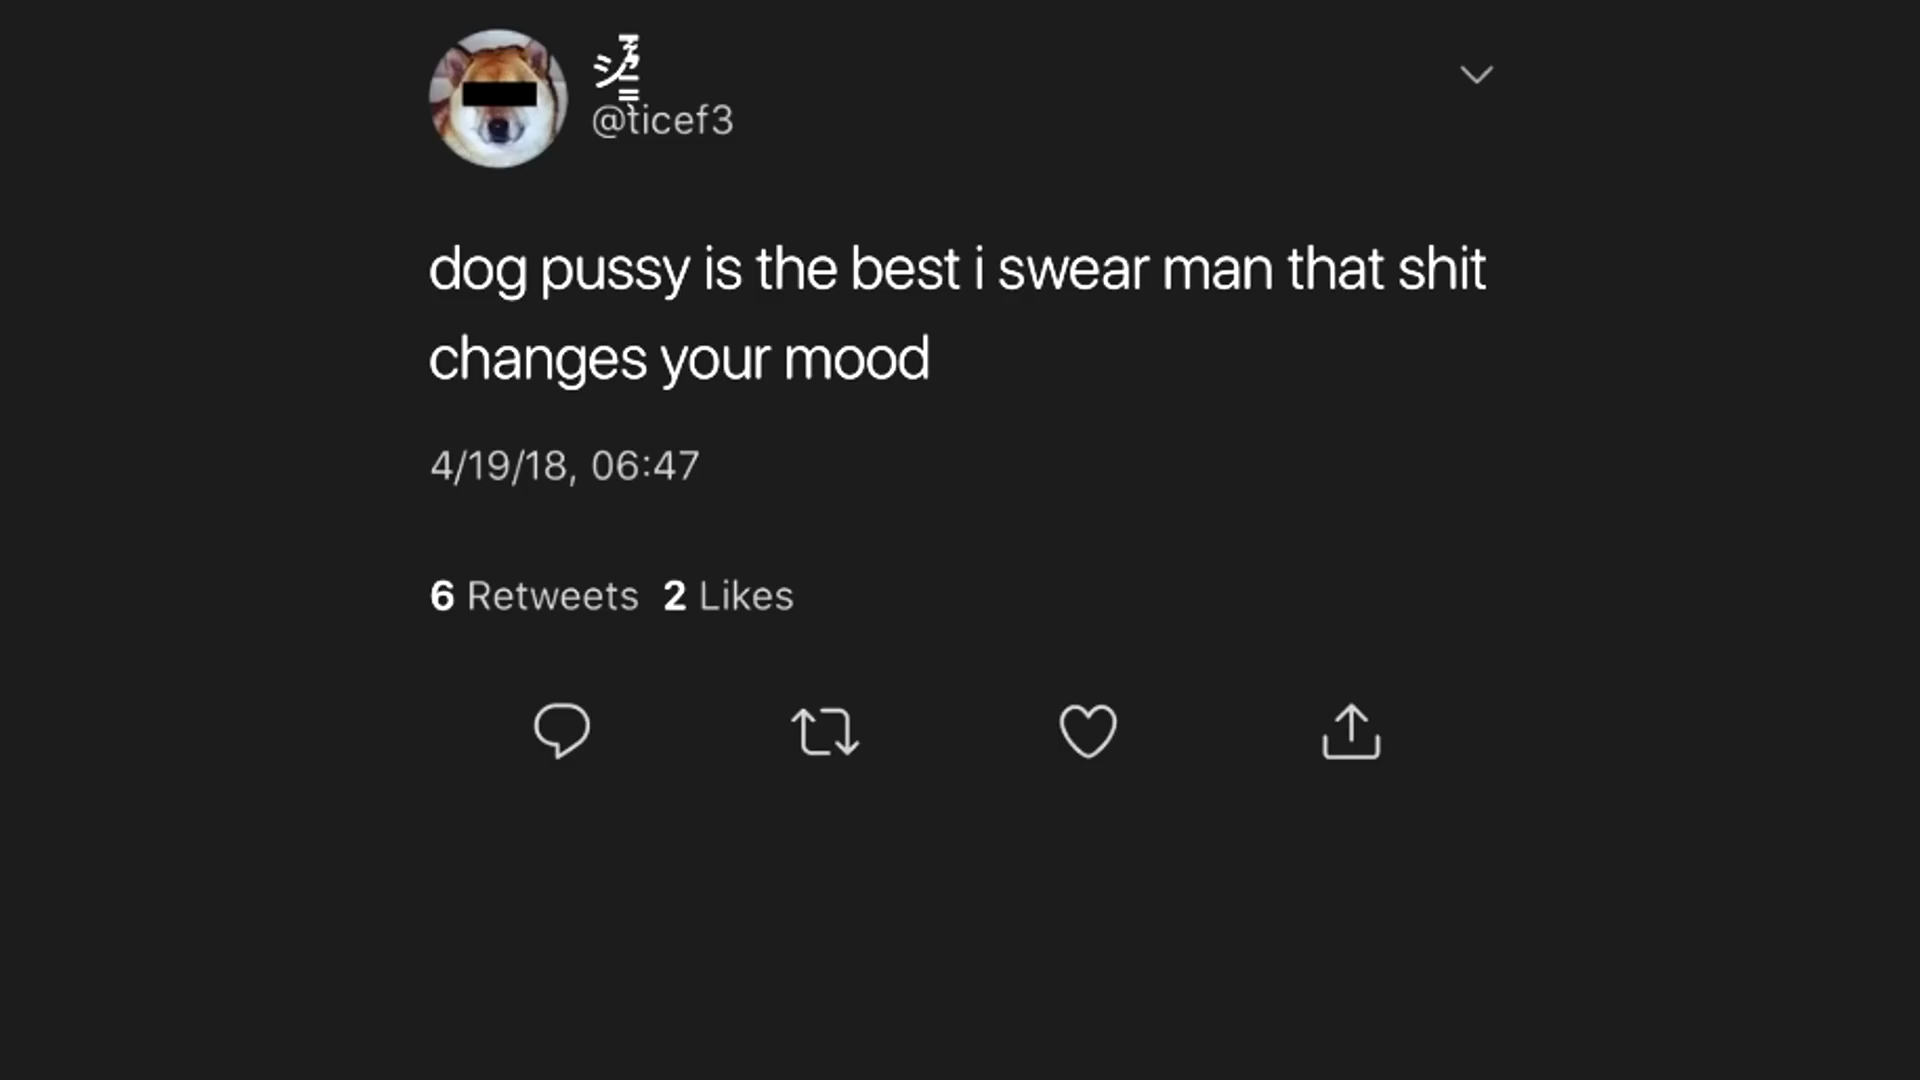 シ
@ticef3
dog pussy is the best i swear man that shit
changes your mood
4/19/18, 06:47
6 Retweets 2 Likes